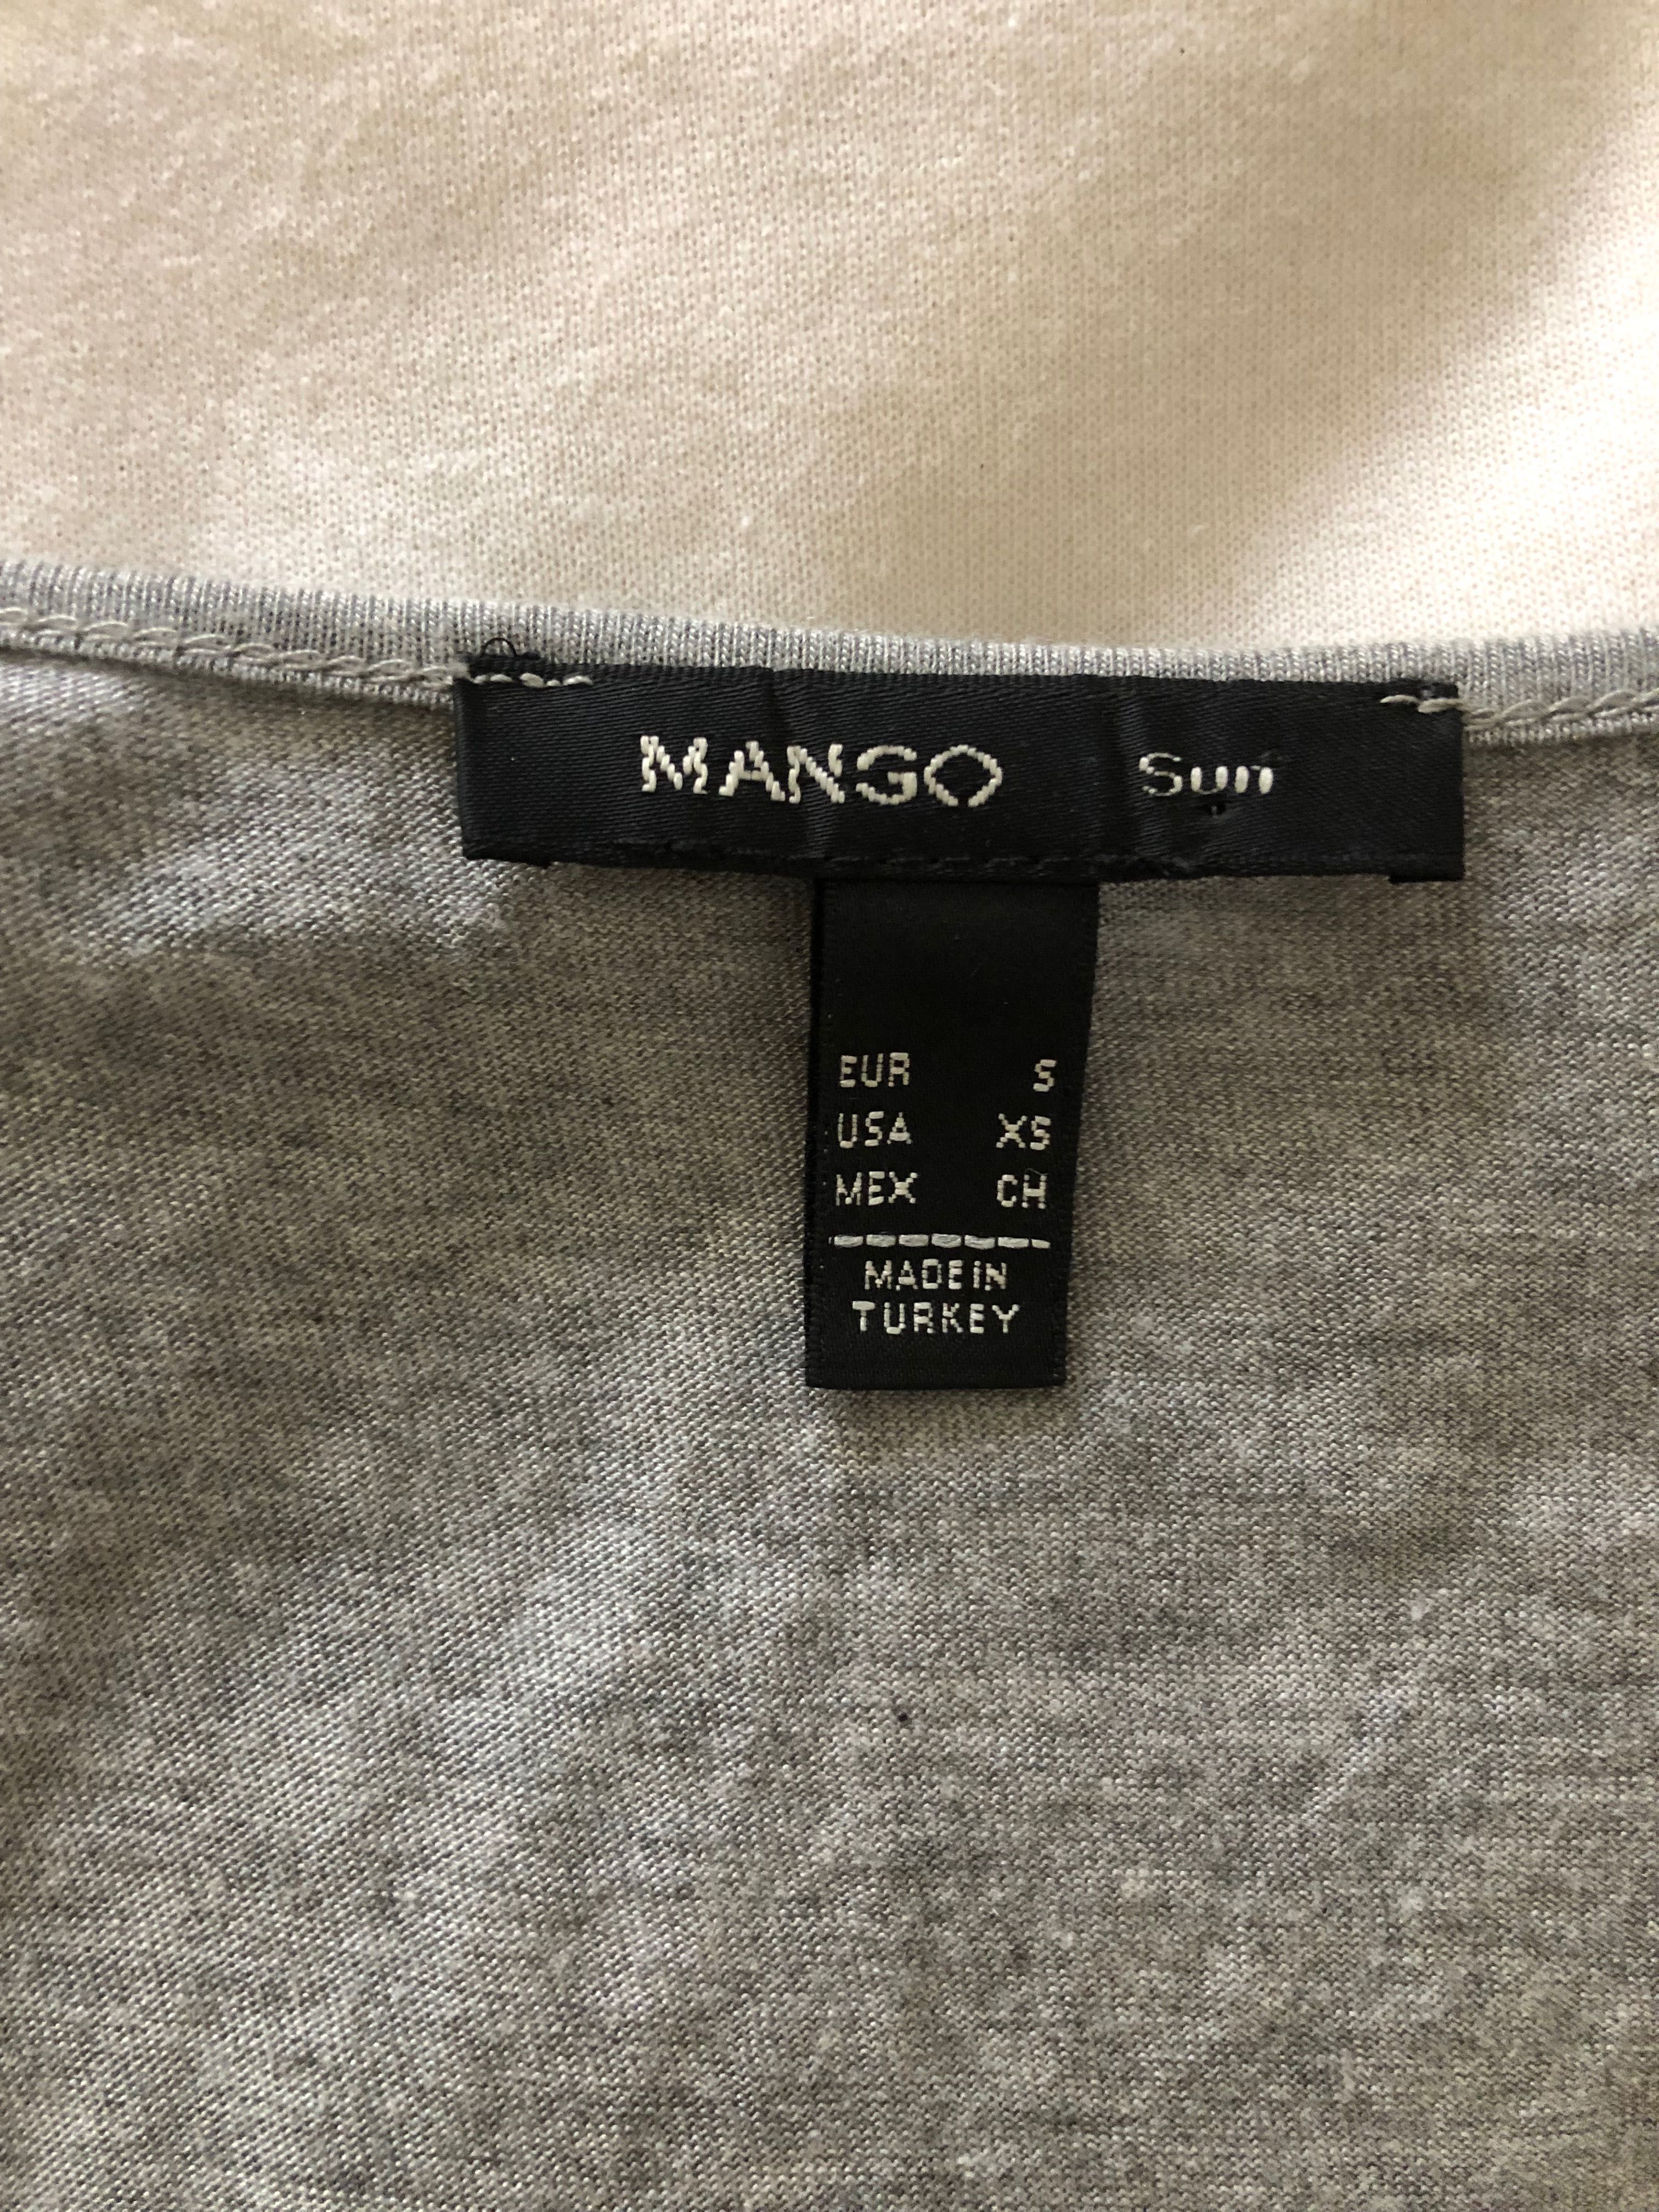 MANGO Suit
EUR S
USA XS
MEX CH
MADE IN
TURKEY